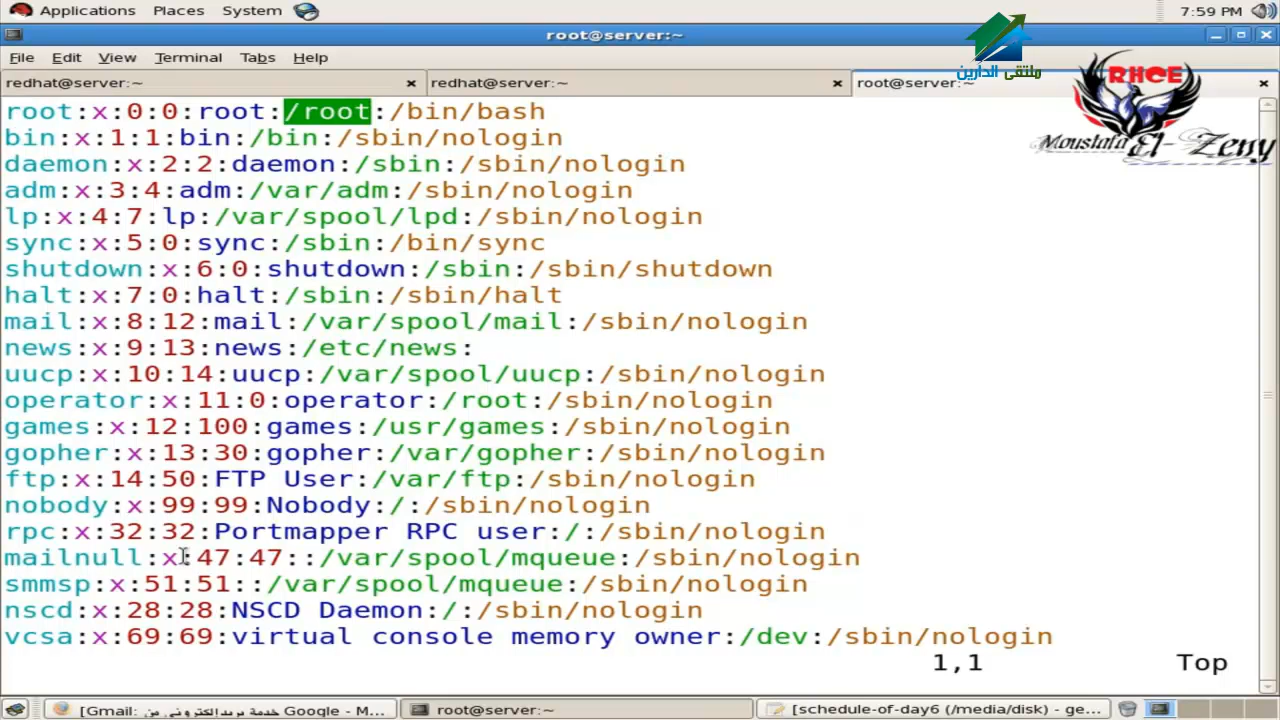 Applications Places System 7:59 PM
root@server:~
ملتقى الدارين
File Edit View Terminal Tabs Help
RHCE
redhat@server:~ redhat@server:~ root@server:~
Moustafa El-Zeny
root:x:0:0:root:/root:/bin/bash
bin:x:1:1:bin:/bin:/sbin/nologin
daemon:x:2:2:daemon:/sbin:/sbin/nologin
adm:x:3:4:adm:/var/adm:/sbin/nologin
lp:x:4:7:lp:/var/spool/lpd:/sbin/nologin
sync:x:5:0:sync:/sbin:/bin/sync
shutdown:x:6:0:shutdown:/sbin:/sbin/shutdown
halt:x:7:0:halt:/sbin:/sbin/halt
mail:x:8:12:mail:/var/spool/mail:/sbin/nologin
news:x:9:13:news:/etc/news:
uucp:x:10:14:uucp:/var/spool/uucp:/sbin/nologin
operator:x:11:0:operator:/root:/sbin/nologin
games:x:12:100:games:/usr/games:/sbin/nologin
gopher:x:13:30:gopher:/var/gopher:/sbin/nologin
ftp:x:14:50:FTP User:/var/ftp:/sbin/nologin
nobody:x:99:99:Nobody:/:/sbin/nologin
rpc:x:32:32:Portmapper RPC user:/:/sbin/nologin
mailnull:x:47:47::/var/spool/mqueue:/sbin/nologin
smmsp:x:51:51::/var/spool/mqueue:/sbin/nologin
nscd:x:28:28:NSCD Daemon:/:/sbin/nologin
vcsa:x:69:69:virtual console memory owner:/dev:/sbin/nologin
1,1 Top
[Gmail: خدمة بريد إلكتروني من Google - M... root@server:~ [schedule-of-day6 (/media/disk) - ge...